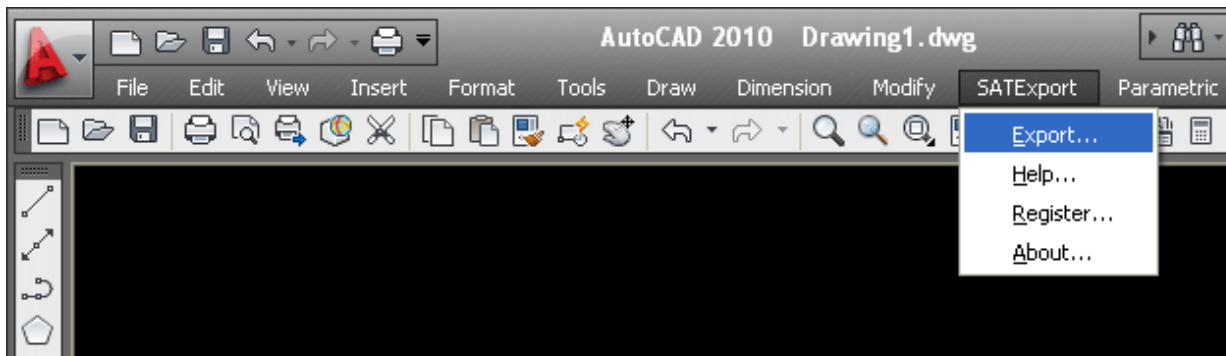 AutoCAD 2010 Drawing1.dwg
File Edit View Insert Format Tools Draw Dimension Modify SATExport Parametric
Export...
Help...
Register...
About...